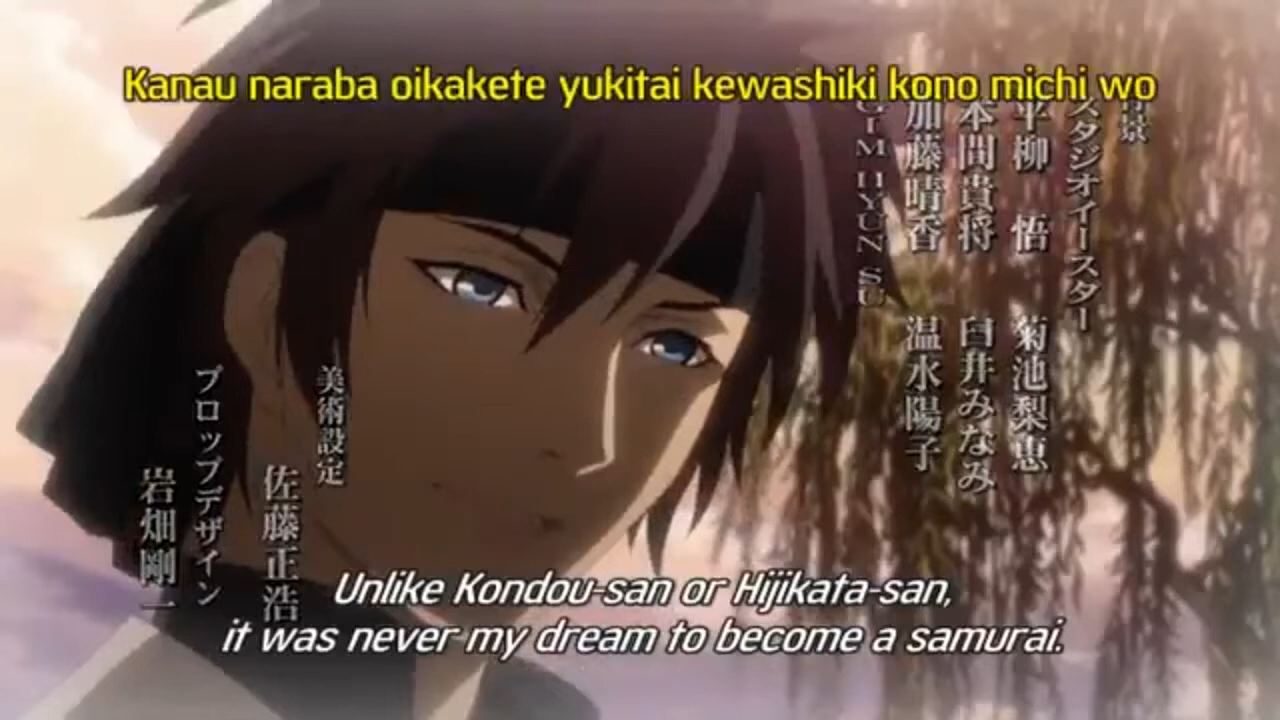 Kanau naraba oikakete yukitai kewashiki kono michi wo
背景
スタジオイースター
平柳 悟 菊池梨恵
本間貴将 臼井みなみ
加藤晴香 温水陽子
GIM HYUN SU
美術設定
佐藤正浩
プロップデザイン
岩畑剛一
Unlike Kondou-san or Hijikata-san,
it was never my dream to become a samurai.